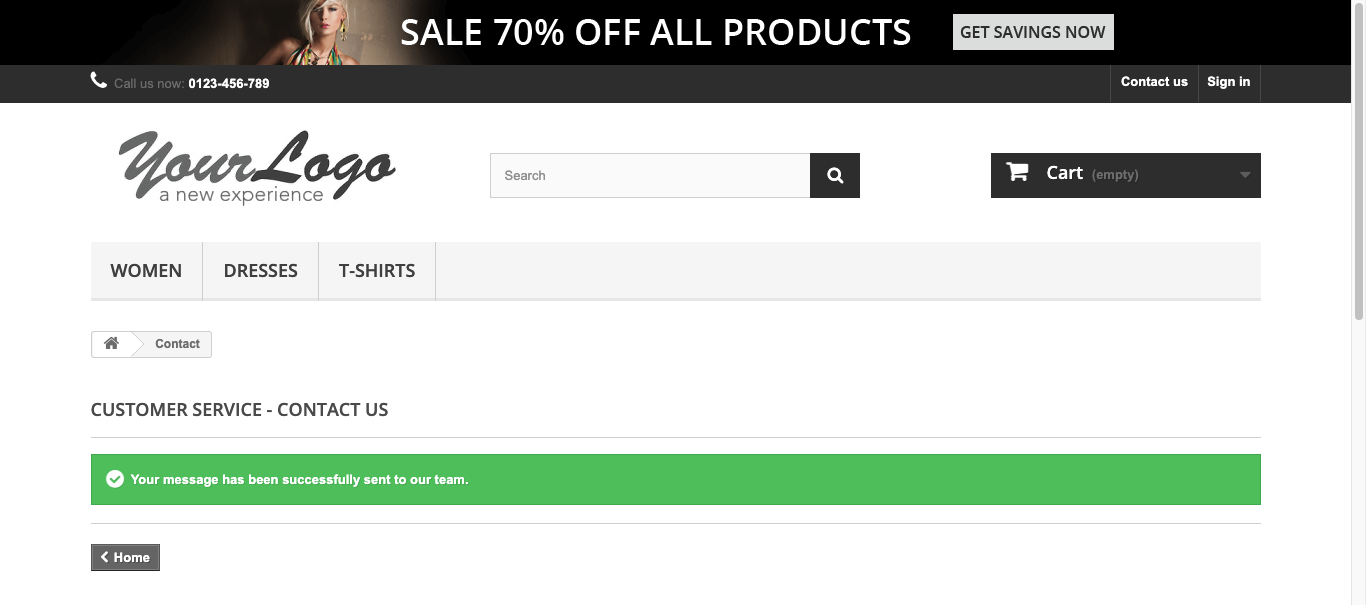 SALE 70% OFF ALL PRODUCTS GET SAVINGS NOW
Call us now: 0123-456-789 Contact us Sign in
YourLogo
a new experience
Search
Cart (empty)
WOMEN DRESSES T-SHIRTS
Contact
CUSTOMER SERVICE - CONTACT US
Your message has been successfully sent to our team.
Home